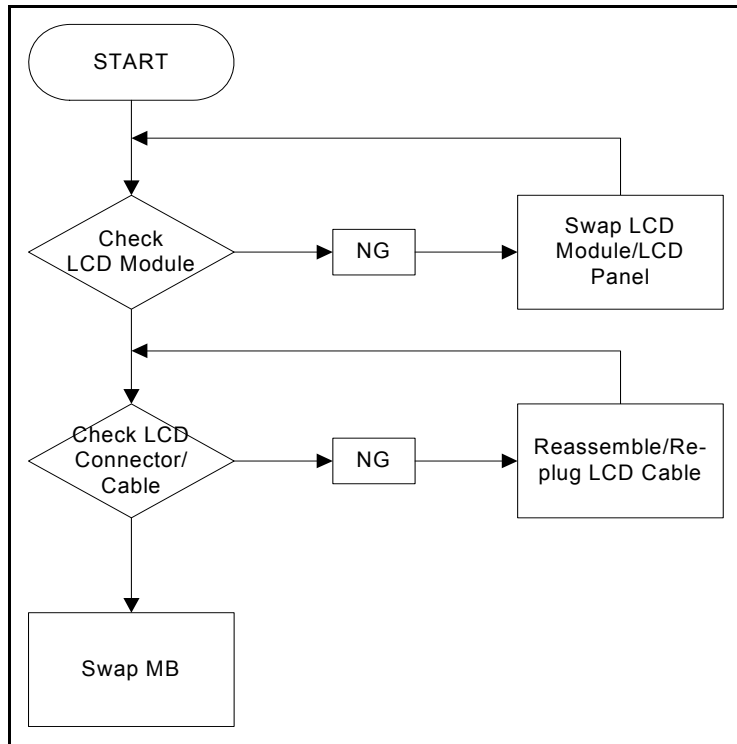 START
Check
LCD Module
NG
Swap LCD
Module/LCD
Panel
Check LCD
Connector/
Cable
NG
Reassemble/Re-
plug LCD Cable
Swap MB